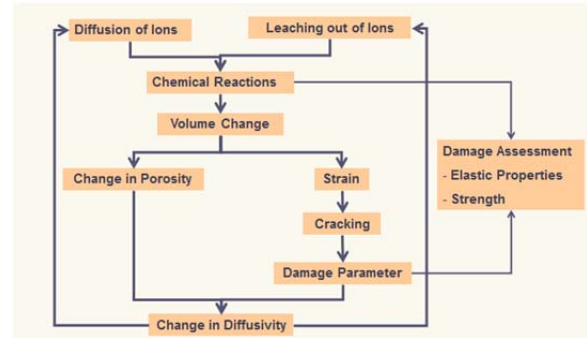 Diffusion of Ions
Leaching out of Ions
Chemical Reactions
Volume Change
Change in Porosity
Strain
Damage Assessment
- Elastic Properties
- Strength
Cracking
Damage Parameter
Change in Diffusivity